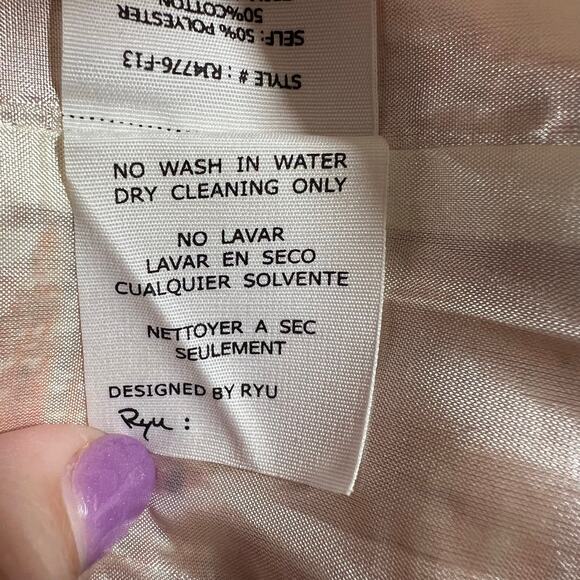 50% COTTON
SELF: 50% POLYESTER
STYLE # : RJ4776-F13
NO WASH IN WATER
DRY CLEANING ONLY
NO LAVAR
LAVAR EN SECO
CUALQUIER SOLVENTE
NETTOYER A SEC
SEULEMENT
DESIGNED BY RYU
Ryu :